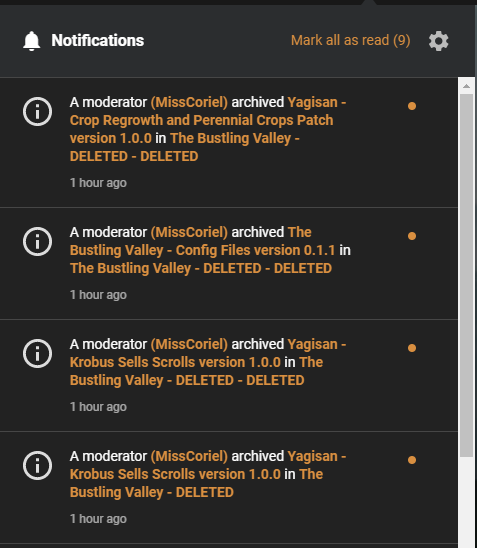 Notifications
Mark all as read (9)
A moderator (MissCoriel) archived Yagisan -
Crop Regrowth and Perennial Crops Patch
version 1.0.0 in The Bustling Valley -
DELETED - DELETED
1 hour ago
A moderator (MissCoriel) archived The
Bustling Valley - Config Files version 0.1.1 in
The Bustling Valley - DELETED - DELETED
1 hour ago
A moderator (MissCoriel) archived Yagisan -
Krobus Sells Scrolls version 1.0.0 in The
Bustling Valley - DELETED - DELETED
1 hour ago
A moderator (MissCoriel) archived Yagisan -
Krobus Sells Scrolls version 1.0.0 in The
Bustling Valley - DELETED
1 hour ago